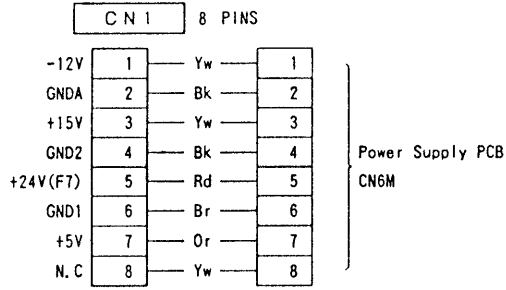 CN1 8 PINS
-12V 1 Yw 1
GNDA 2 Bk 2
+15V 3 Yw 3
GND2 4 Bk 4 Power Supply PCB
+24V(F7) 5 Rd 5 CN6M
GND1 6 Br 6
+5V 7 Or 7
N.C 8 Yw 8